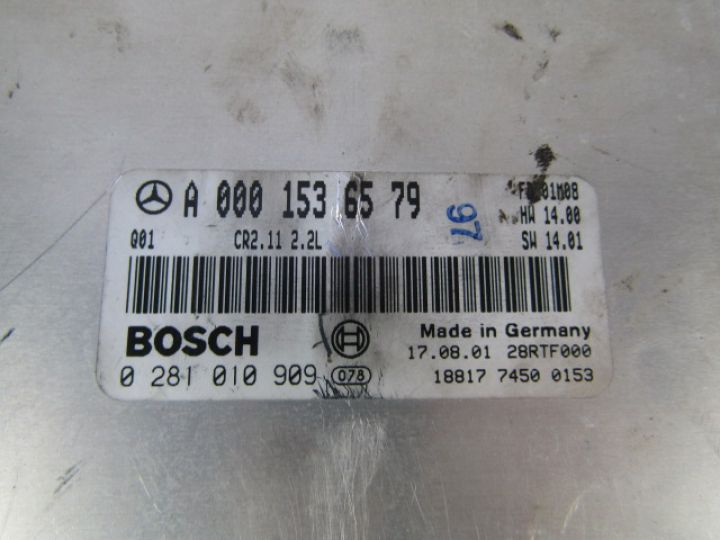 A 000 153 65 79
01M08
HW 14.00
Q01 CR2.11 2.2L
SW 14.01
97
BOSCH
Made in Germany
17.08.01 28RTF000
0 281 010 909 078
18817 7450 0153